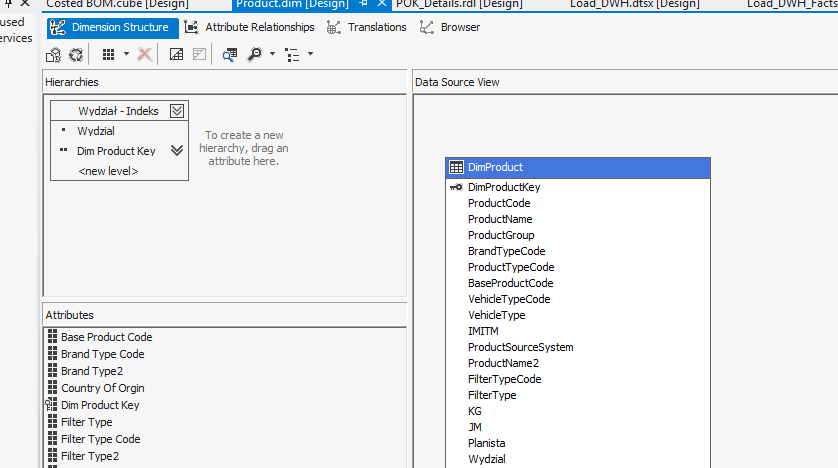 Costed BOM.cube [Design] Product.dim [Design] POK_Details.rdl [Design] Load_DWH.dtsx [Design] Load_DWH_Facts
used
ervices
Dimension Structure Attribute Relationships Translations Browser
Hierarchies
Wydział - Indeks
Wydzial
Dim Product Key
<new level>
To create a new
hierarchy, drag an
attribute here.
Attributes
Base Product Code
Brand Type Code
Brand Type2
Country Of Orgin
Dim Product Key
Filter Type
Filter Type Code
Filter Type2
Data Source View
DimProduct
DimProductKey
ProductCode
ProductName
ProductGroup
BrandTypeCode
ProductTypeCode
BaseProductCode
VehicleTypeCode
VehicleType
IMITM
ProductSourceSystem
ProductName2
FilterTypeCode
FilterType
KG
JM
Planista
Wydzial